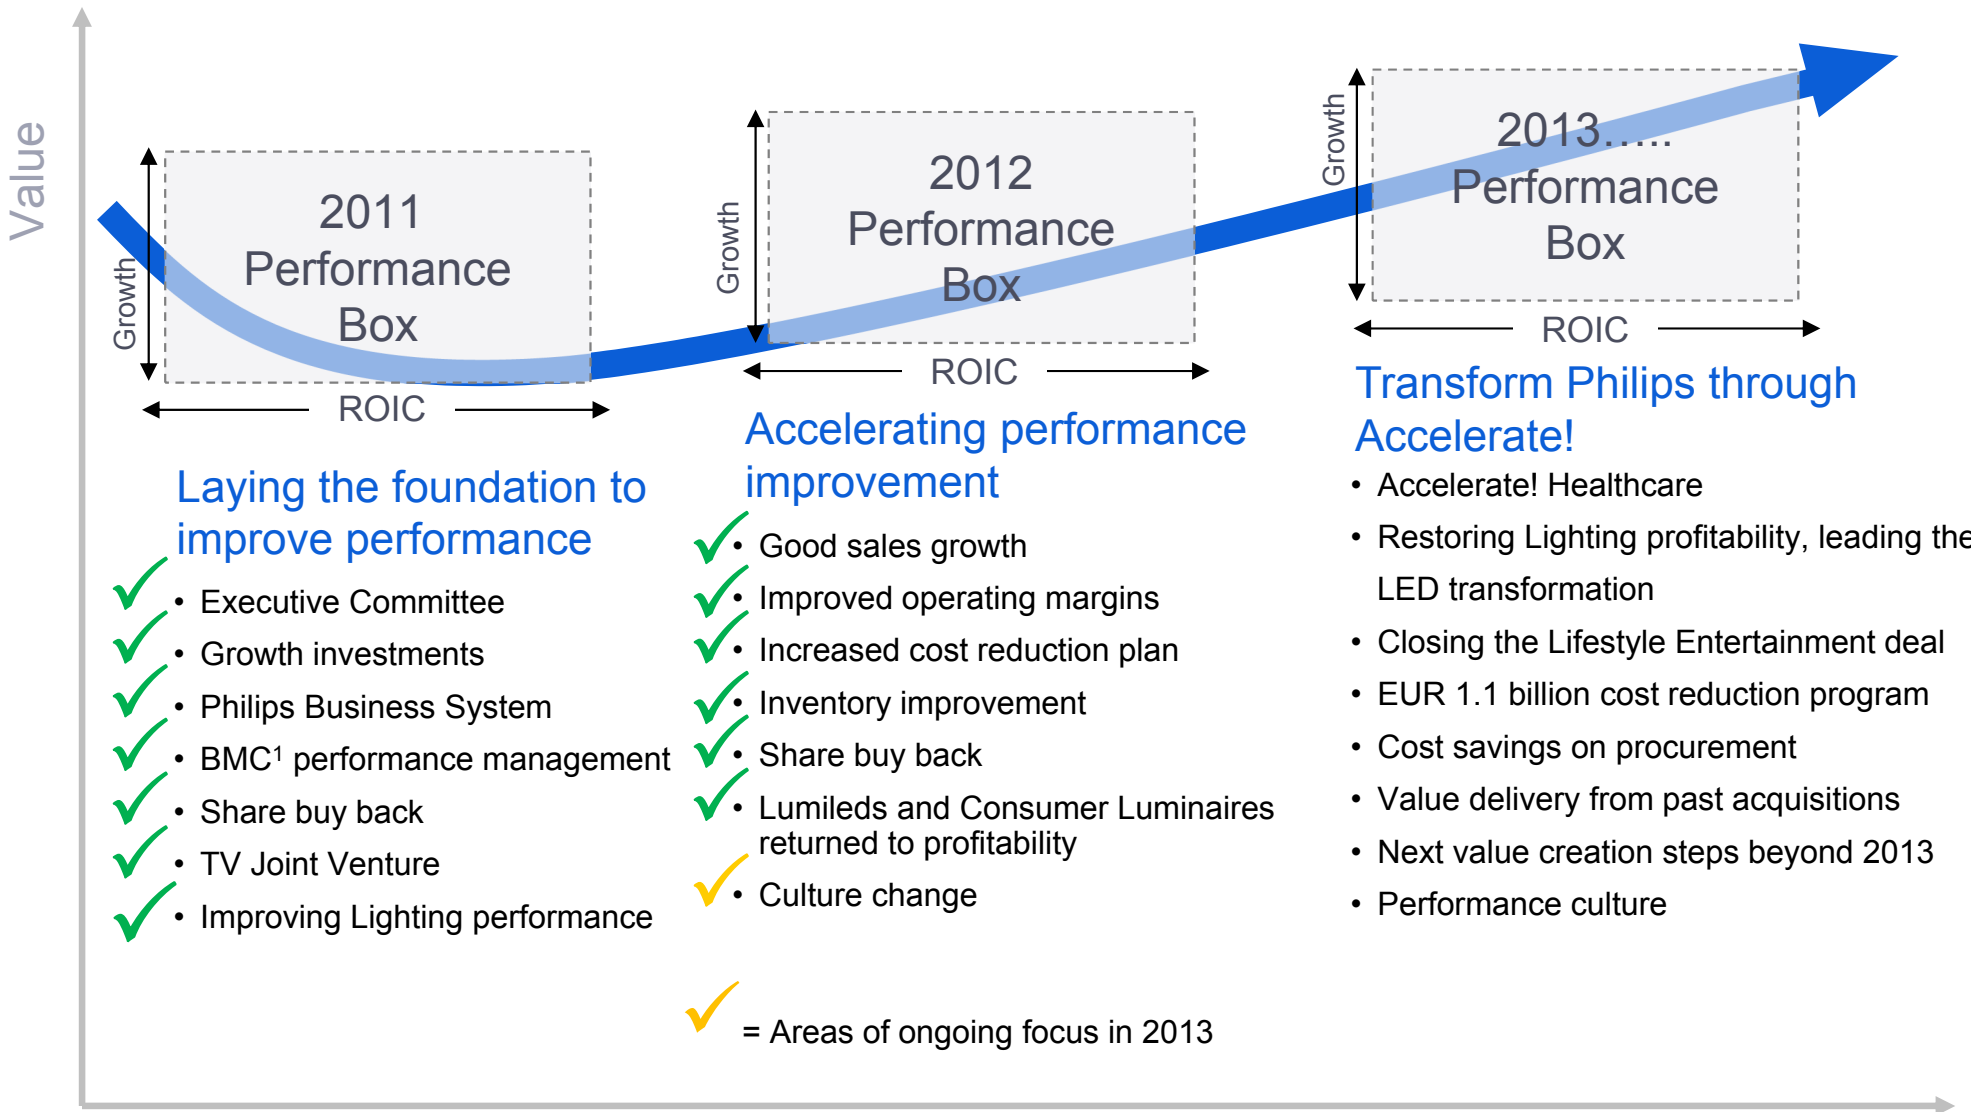 Value
Growth
2011
Performance
Box
ROIC
Laying the foundation to
improve performance
• Executive Committee
• Growth investments
• Philips Business System
• BMC¹ performance management
• Share buy back
• TV Joint Venture
• Improving Lighting performance
Growth
2012
Performance
Box
ROIC
Accelerating performance
improvement
• Good sales growth
• Improved operating margins
• Increased cost reduction plan
• Inventory improvement
• Share buy back
• Lumileds and Consumer Luminaires
returned to profitability
• Culture change
= Areas of ongoing focus in 2013
Growth
2013…..
Performance
Box
ROIC
Transform Philips through
Accelerate!
• Accelerate! Healthcare
• Restoring Lighting profitability, leading the
LED transformation
• Closing the Lifestyle Entertainment deal
• EUR 1.1 billion cost reduction program
• Cost savings on procurement
• Value delivery from past acquisitions
• Next value creation steps beyond 2013
• Performance culture